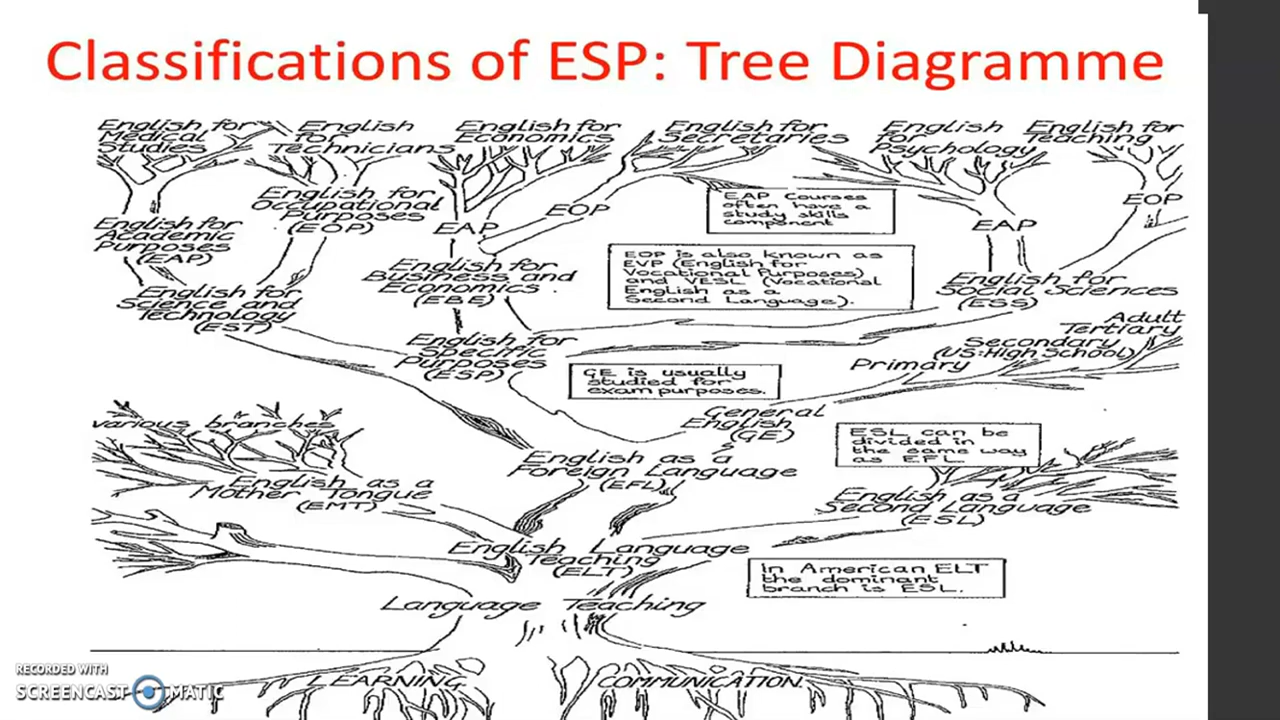 Classifications of ESP: Tree Diagramme
English for
Medical
Studies
English
for
Technicians
English for
Economics
English for
Secretaries
English
for
Psychology
English for
Teaching
English for
Occupational
Purposes
(EOP)
English for
Academic
Purposes
(EAP)
EAP
EOP
EAP Courses
often have a
study skills
component
EAP
EOP
English for
Science and
Technology
(EST)
English for
Business and
Economics
(EBE)
EOP is also known as
EVP (English for
Vocational Purposes)
and VESL (Vocational
English as a
Second Language).
English for
Social Sciences
(ESS)
English for
Specific
Purposes
(ESP)
GE is usually
studied for
exam purposes.
Adult
Tertiary
Secondary
(US:High School)
Primary
General
English
(GE)
various branches
English as a
Mother Tongue
(EMT)
English as a
Foreign Language
(EFL)
ESL can be
divided in
the same way
as EFL.
English as a
Second Language
(ESL)
English Language
Teaching
(ELT)
In American ELT
the dominant
branch is ESL.
Language Teaching
LEARNING
COMMUNICATION
RECORDED WITH
SCREENCAST MATIC